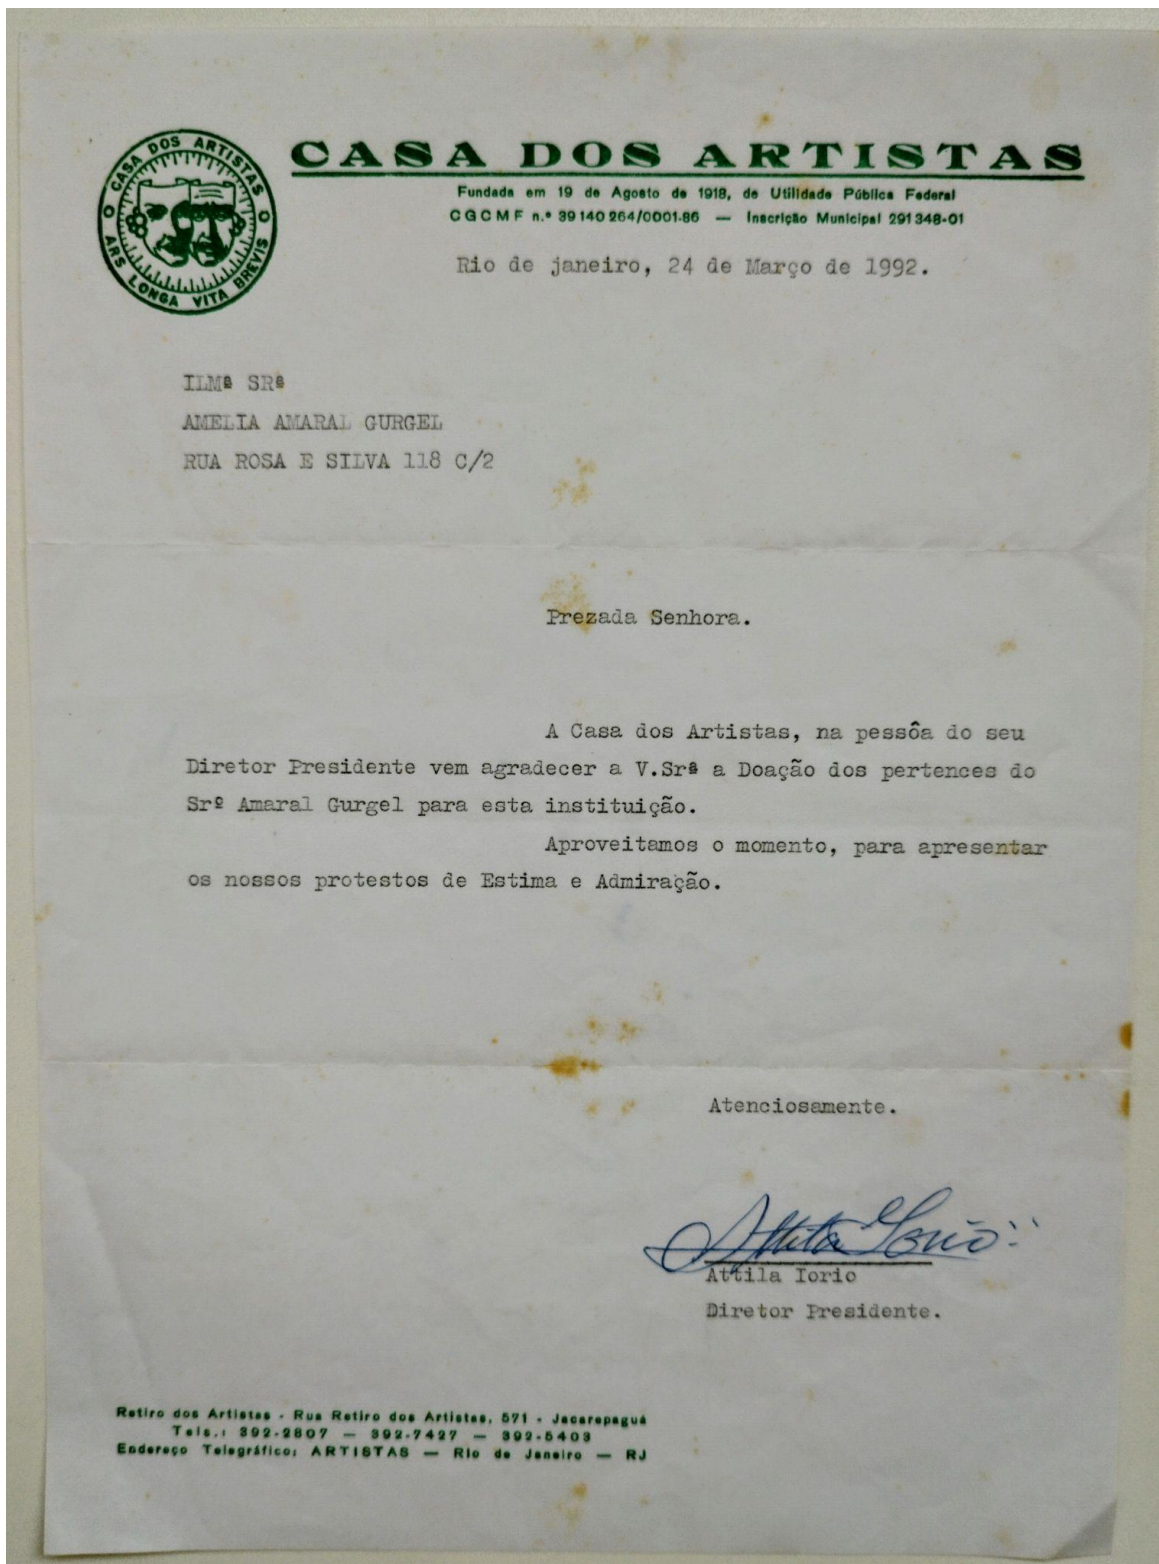 CASA DOS ARTISTAS
ARS LONGA VITA BREVIS
CASA DOS ARTISTAS
Fundada em 19 de Agosto de 1918, de Utilidade Pública Federal
CGCMF n.º 39140264/0001-86 — Inscrição Municipal 291348-01
Rio de janeiro, 24 de Março de 1992.
ILMª SRª
AMELIA AMARAL GURGEL
RUA ROSA E SILVA 118 C/2
Prezada Senhora.
A Casa dos Artistas, na pessôa do seu
Diretor Presidente vem agradecer a V.Srª a Doação dos pertences do
Srº Amaral Gurgel para esta instituição.
Aproveitamos o momento, para apresentar
os nossos protestos de Estima e Admiração.
Atenciosamente.
Attila Iorio
Attila Iorio
Diretor Presidente.
Retiro dos Artistas - Rua Retiro dos Artistas, 571 - Jacarepaguá
Tels.: 392-2807 — 392-7427 — 392-5403
Endereço Telegráfico: ARTISTAS — Rio de Janeiro — RJ